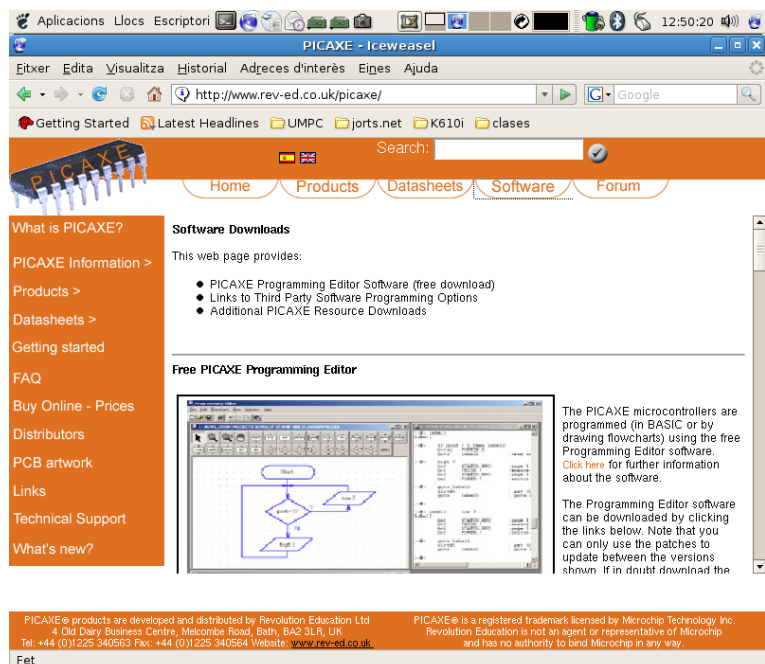 Aplicacions Llocs Escriptori 12:50:20
PICAXE - Iceweasel
Eitxer Edita Visualitza Historial Adreces d'interès Eines Ajuda
http://www.rev-ed.co.uk/picaxe/ G Google
Getting Started Latest Headlines UMPC jorts.net K610i clases
PICAXE
Search:
Home Products Datasheets Software Forum
What is PICAXE?
PICAXE Information >
Products >
Datasheets >
Getting started
FAQ
Buy Online - Prices
Distributors
PCB artwork
Links
Technical Support
What's new?
Software Downloads
This web page provides:
PICAXE Programming Editor Software (free download)
Links to Third Party Software Programming Options
Additional PICAXE Resource Downloads
Free PICAXE Programming Editor
Start
The PICAXE microcontrollers are
programmed (in BASIC or by
drawing flowcharts) using the free
Programming Editor software.
Click here for further information
about the software.
The Programming Editor software
can be downloaded by clicking
the links below. Note that you
can only use the patches to
update between the versions
shown. If in doubt download the
PICAXE® products are developed and distributed by Revolution Education Ltd
4 Old Dairy Business Centre, Melcombe Road, Bath, BA2 3LR, UK
Tel: +44 (0)1225 340563 Fax: +44 (0)1225 340564 Website: www.rev-ed.co.uk
PICAXE® is a registered trademark licensed by Microchip Technology Inc.
Revolution Education is not an agent or representative of Microchip
and has no authority to bind Microchip in any way.
Fet